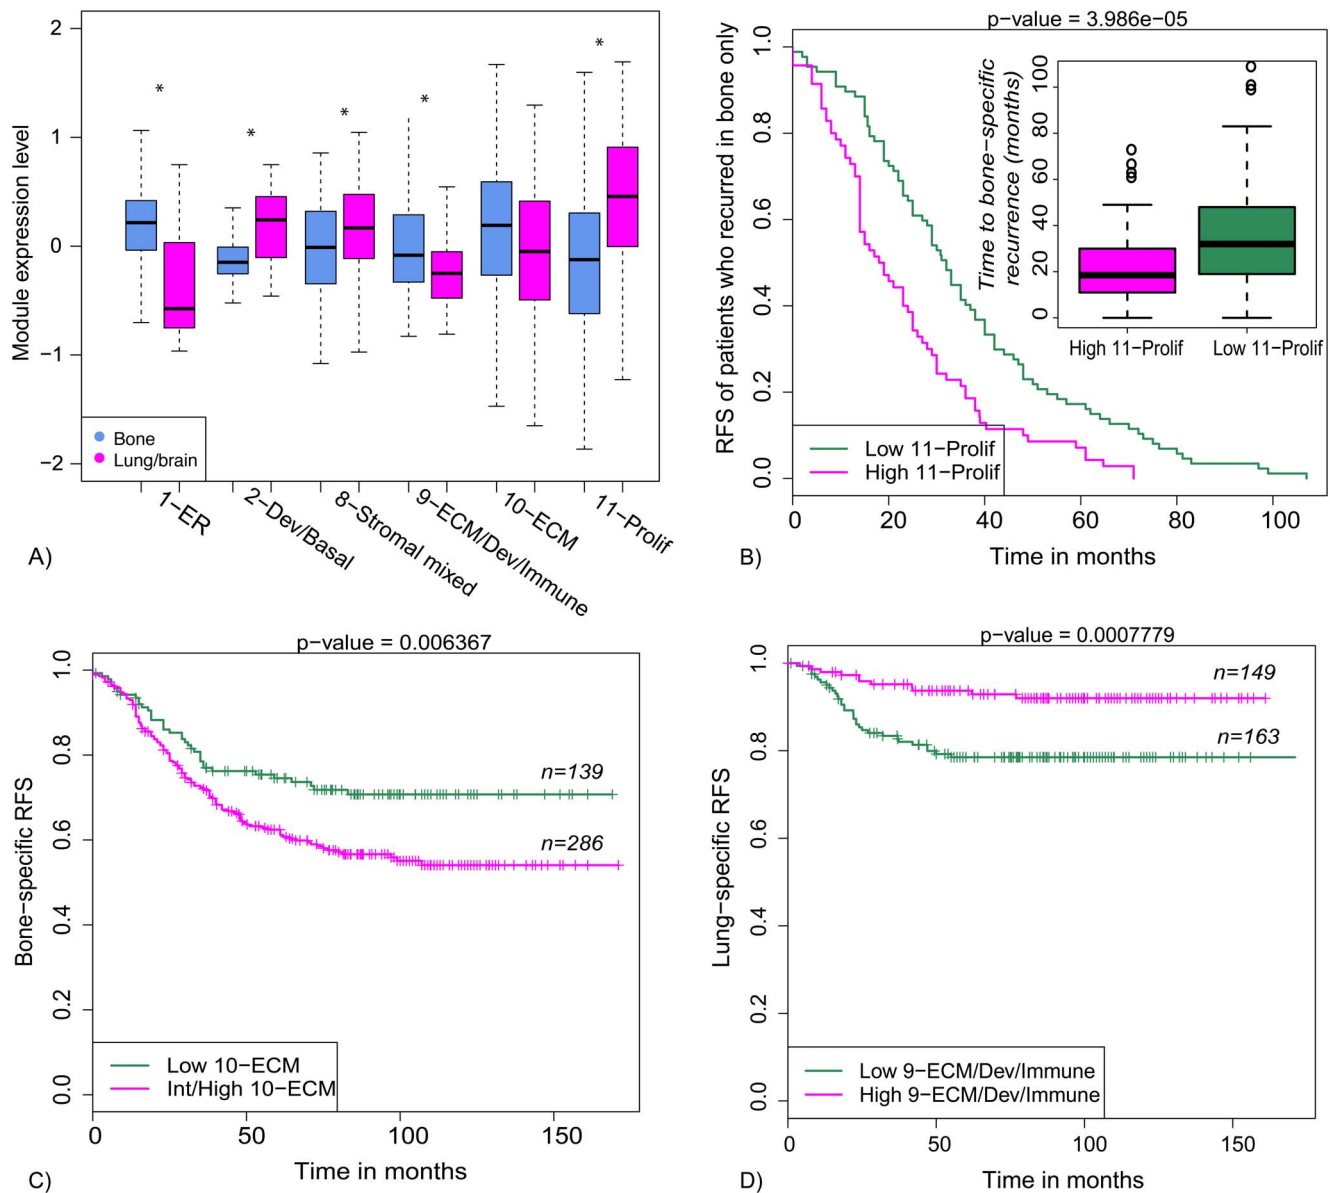 2
1
0
−1
−2
Module expression level
*
*
*
*
*
Bone
Lung/brain
1−ER
2−Dev/Basal
8−Stromal mixed
9−ECM/Dev/Immune
10−ECM
11−Prolif
A)
p−value = 3.986e−05
1.0
0.8
0.6
0.4
0.2
0.0
RFS of patients who recurred in bone only
Time to bone−specific
recurrence (months)
100
80
60
40
20
0
High 11−Prolif
Low 11−Prolif
Low 11−Prolif
High 11−Prolif
0
20
40
60
80
100
Time in months
B)
p−value = 0.006367
1.0
0.8
0.6
0.4
0.2
0.0
Bone−specific RFS
n=139
n=286
Low 10−ECM
Int/High 10−ECM
0
50
100
150
Time in months
C)
p−value = 0.0007779
1.0
0.8
0.6
0.4
0.2
0.0
Lung−specific RFS
n=149
n=163
Low 9−ECM/Dev/Immune
High 9−ECM/Dev/Immune
0
50
100
150
Time in months
D)